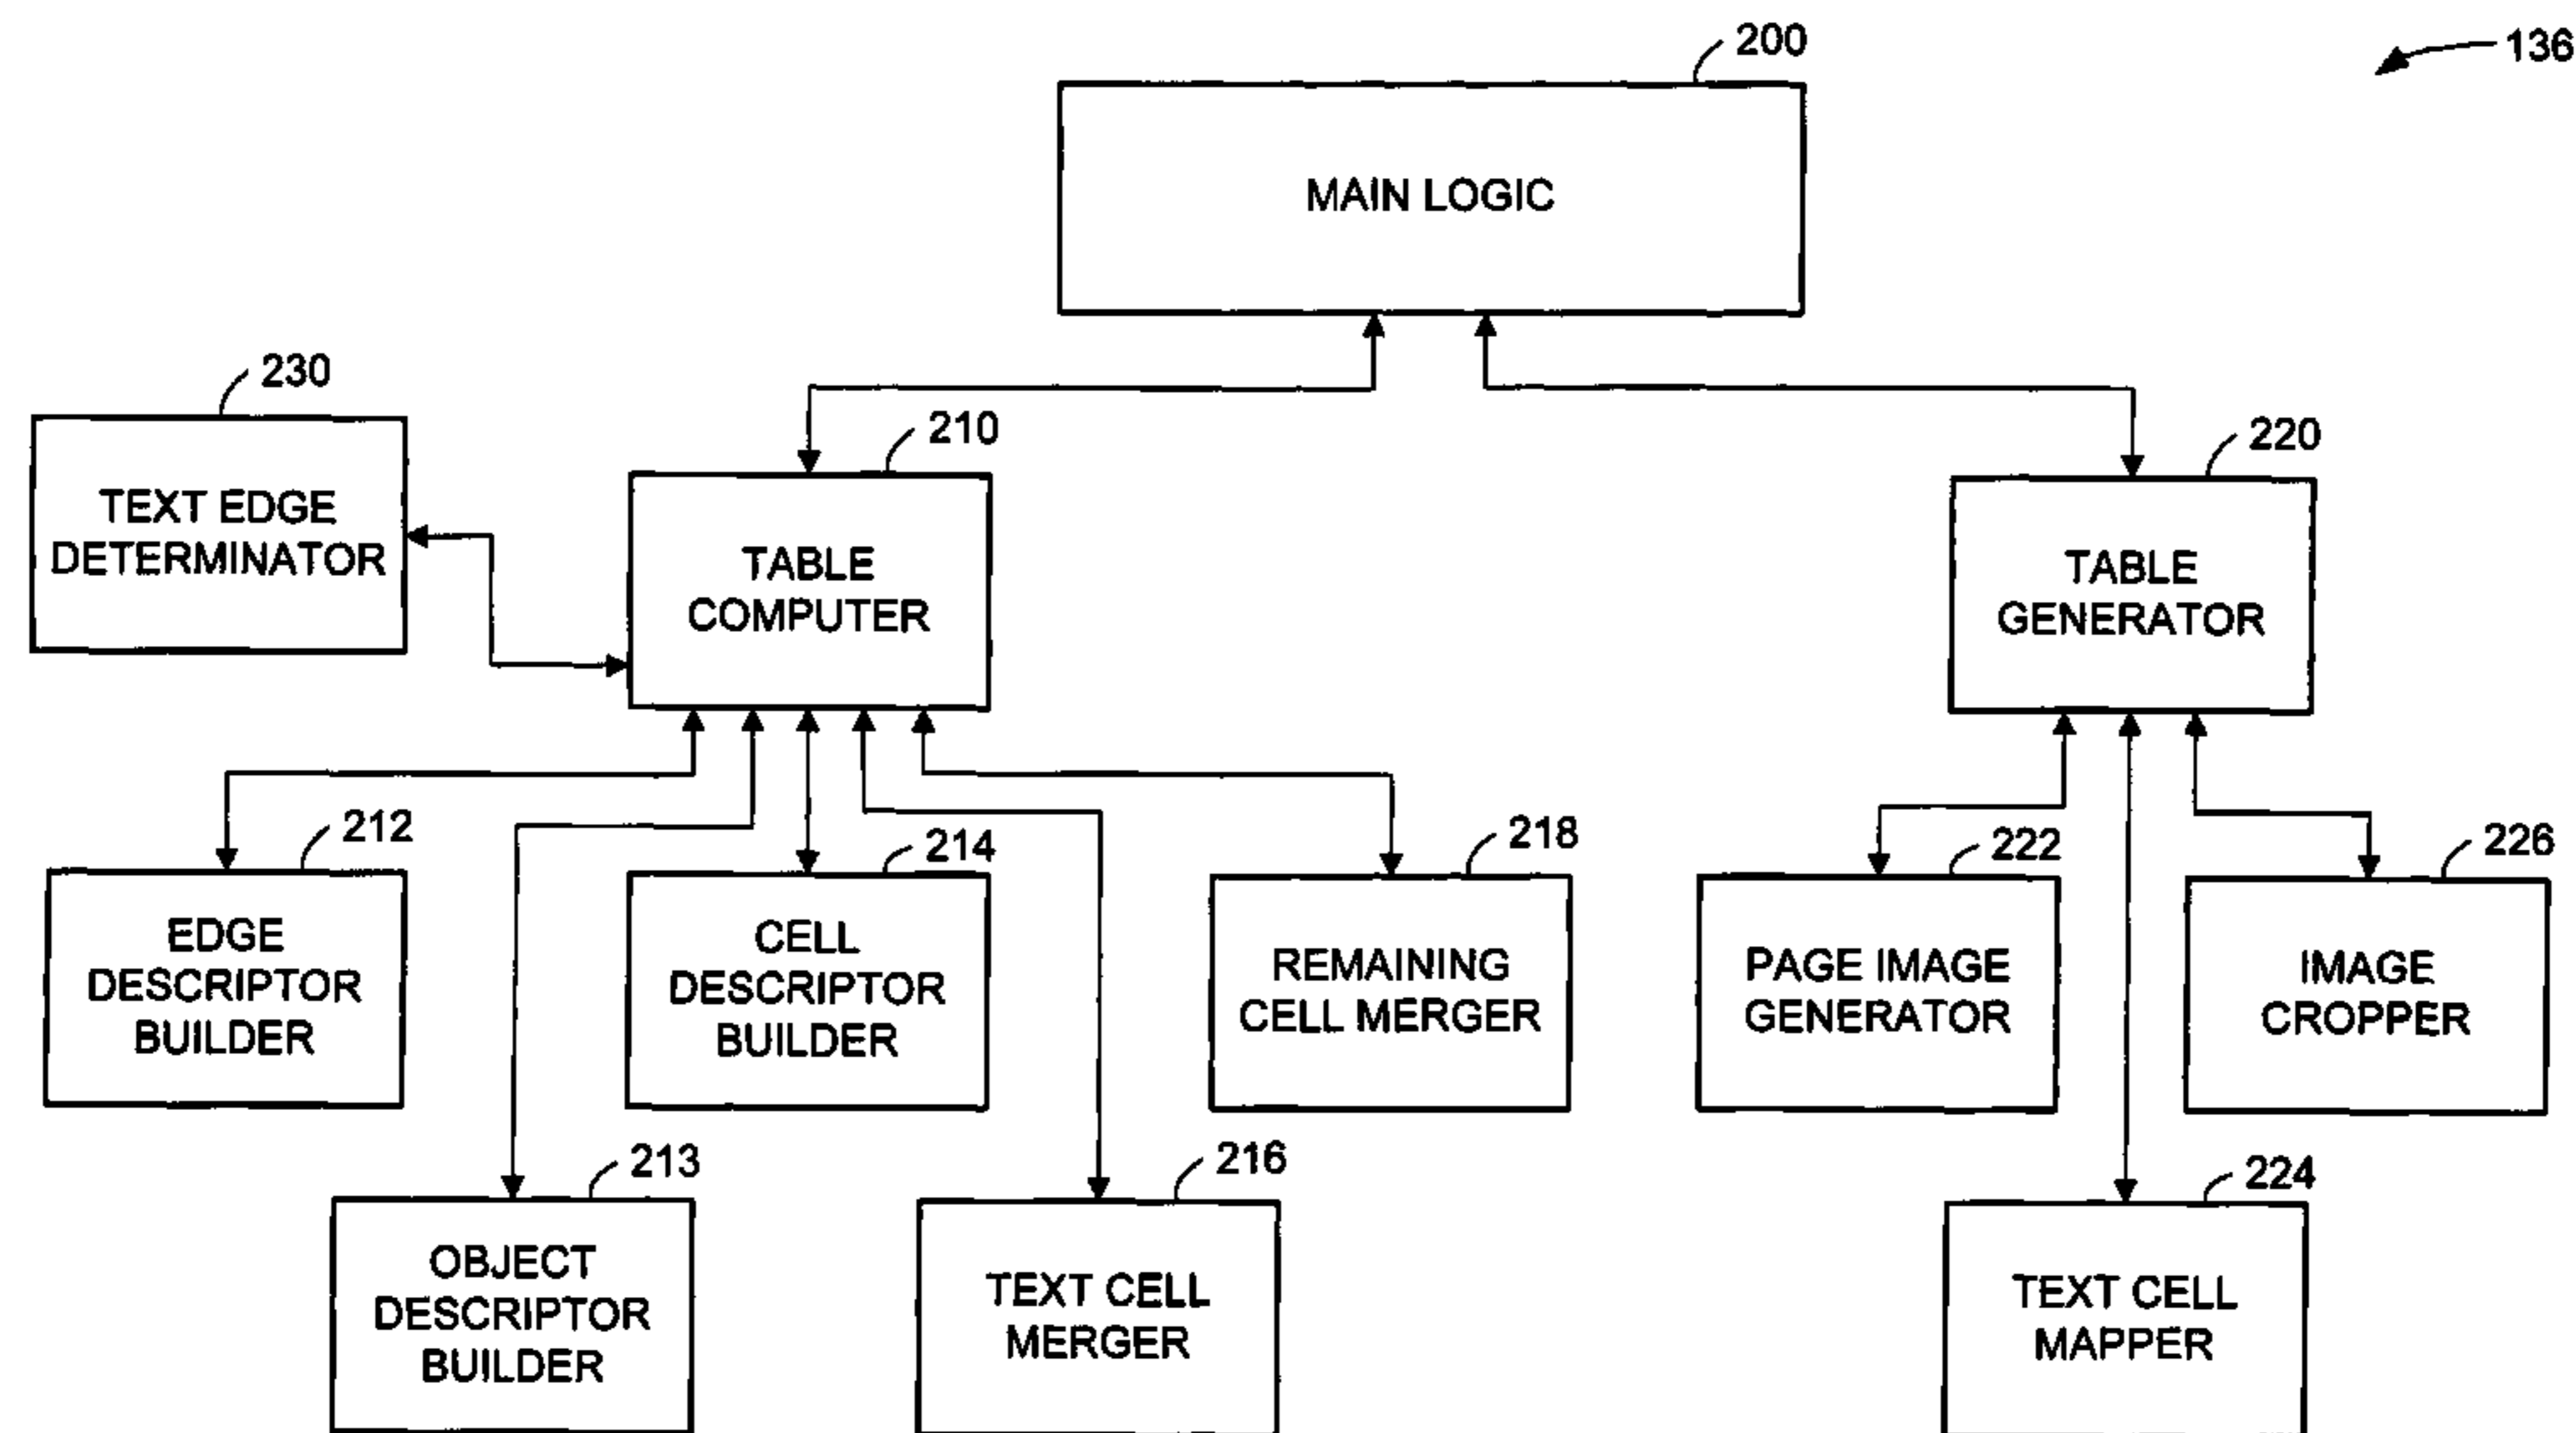 200
136
MAIN LOGIC
230
210
220
TEXT EDGE
DETERMINATOR
TABLE
COMPUTER
TABLE
GENERATOR
212
214
218
222
226
EDGE
DESCRIPTOR
BUILDER
CELL
DESCRIPTOR
BUILDER
REMAINING
CELL MERGER
PAGE IMAGE
GENERATOR
IMAGE
CROPPER
213
216
224
OBJECT
DESCRIPTOR
BUILDER
TEXT CELL
MERGER
TEXT CELL
MAPPER